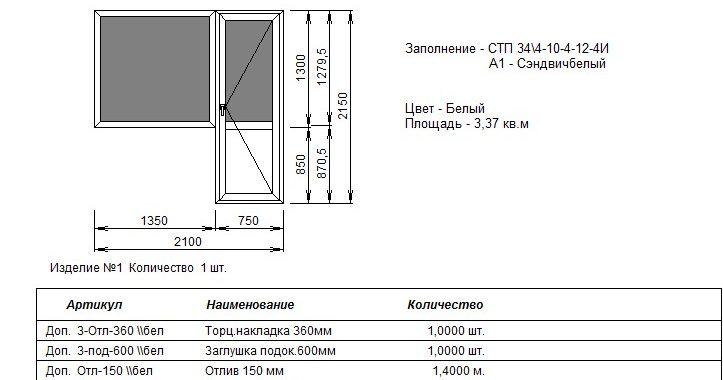 Заполнение - СТП 34\4-10-4-12-4И
А1 - Сэндвичбелый
1300
1279,5
2150
Цвет - Белый
Площадь - 3,37 кв.м
850
870,5
1350
750
2100
Изделие №1 Количество 1 шт.
Артикул Наименование Количество
Доп. 3-Отл-360 \\бел Торц.накладка 360мм 1,0000 шт.
Доп. 3-под-600 \\бел Заглушка подок.600мм 1,0000 шт.
Доп. Отл-150 \\бел Отлив 150 мм 1,4000 м.